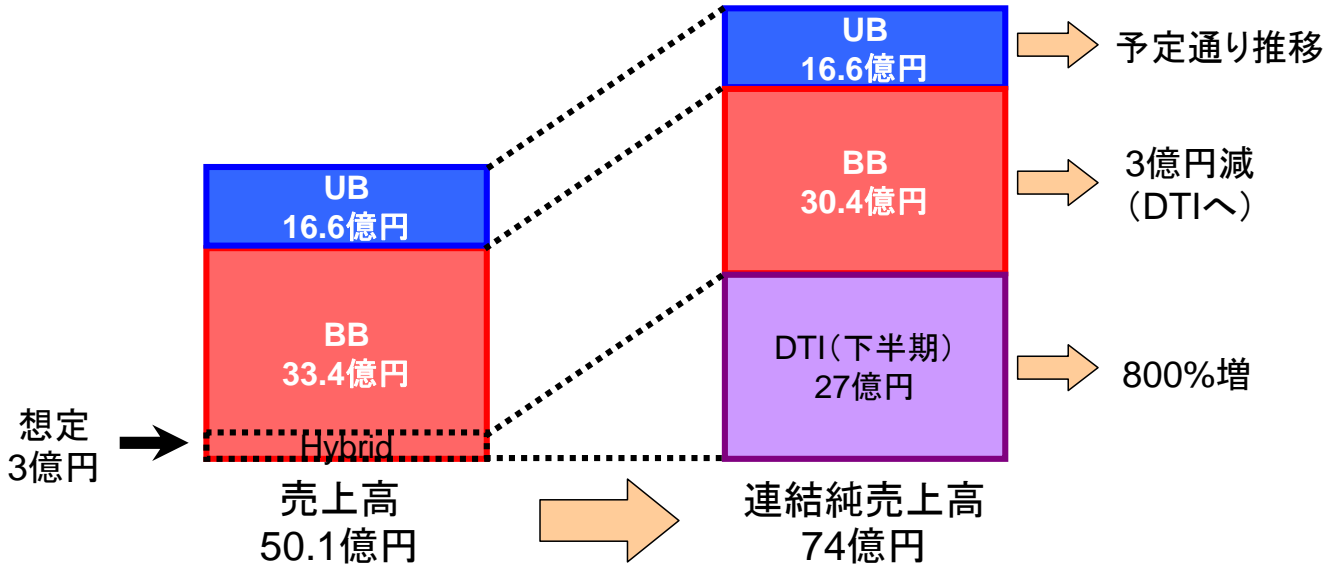 UB
16.6億円
BB
33.4億円
Hybrid
想定
3億円
売上高
50.1億円
UB
16.6億円
BB
30.4億円
DTI（下半期）
27億円
連結純売上高
74億円
予定通り推移
3億円減
（DTIへ）
800%増